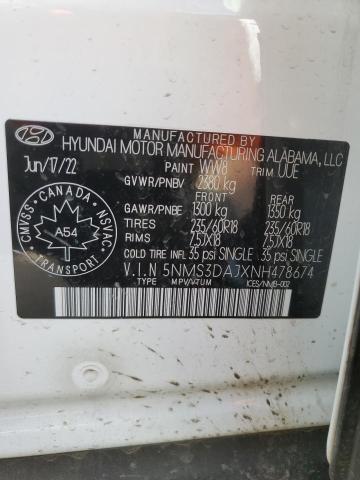 MANUFACTURED BY
HYUNDAI MOTOR MANUFACTURING ALABAMA, LLC
Jun/17/22 PAINT WW8 TRIM UUE
GVWR/PNBV 2380 kg
FRONT REAR
GAWR/PNBE 1300 kg 1350 kg
TIRES 235/60R18 235/60R18
RIMS 7,5JX18 7,5JX18
COLD TIRE INFL 35 psi SINGLE 35 psi SINGLE
V.I.N 5NMS3DAJXNH478674
TYPE MPV/VTUM ICES/NMB-002
CANADA
CMVSS NSVAC
A54